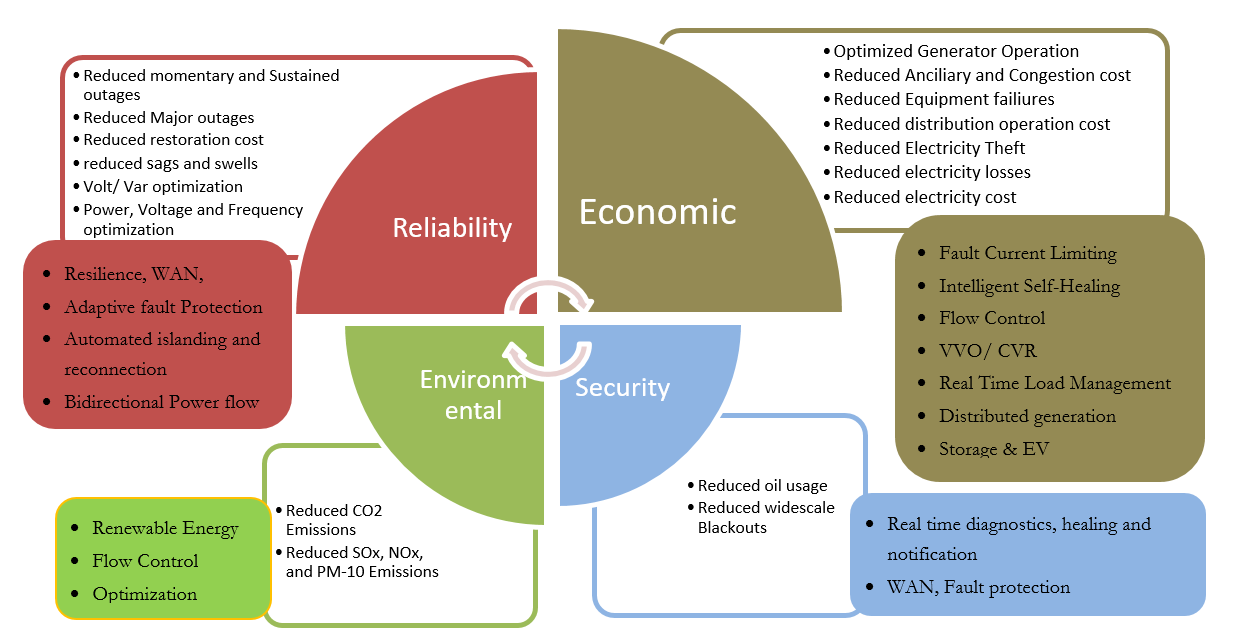 • Reduced momentary and Sustained
outages
• Reduced Major outages
• Reduced restoration cost
• reduced sags and swells
• Volt/ Var optimization
• Power, Voltage and Frequency
optimization
Reliability
• Resilience, WAN,
• Adaptive fault Protection
• Automated islanding and
reconnection
• Bidirectional Power flow
Economic
• Optimized Generator Operation
• Reduced Anciliary and Congestion cost
• Reduced Equipment failiures
• Reduced distribution operation cost
• Reduced Electricity Theft
• Reduced electricity losses
• Reduced electricity cost
• Fault Current Limiting
• Intelligent Self-Healing
• Flow Control
• VVO/ CVR
• Real Time Load Management
• Distributed generation
• Storage & EV
Environm
ental
• Reduced CO2
Emissions
• Reduced SOx, NOx,
and PM-10 Emissions
• Renewable Energy
• Flow Control
• Optimization
Security
• Reduced oil usage
• Reduced widescale
Blackouts
• Real time diagnostics, healing and
notification
• WAN, Fault protection